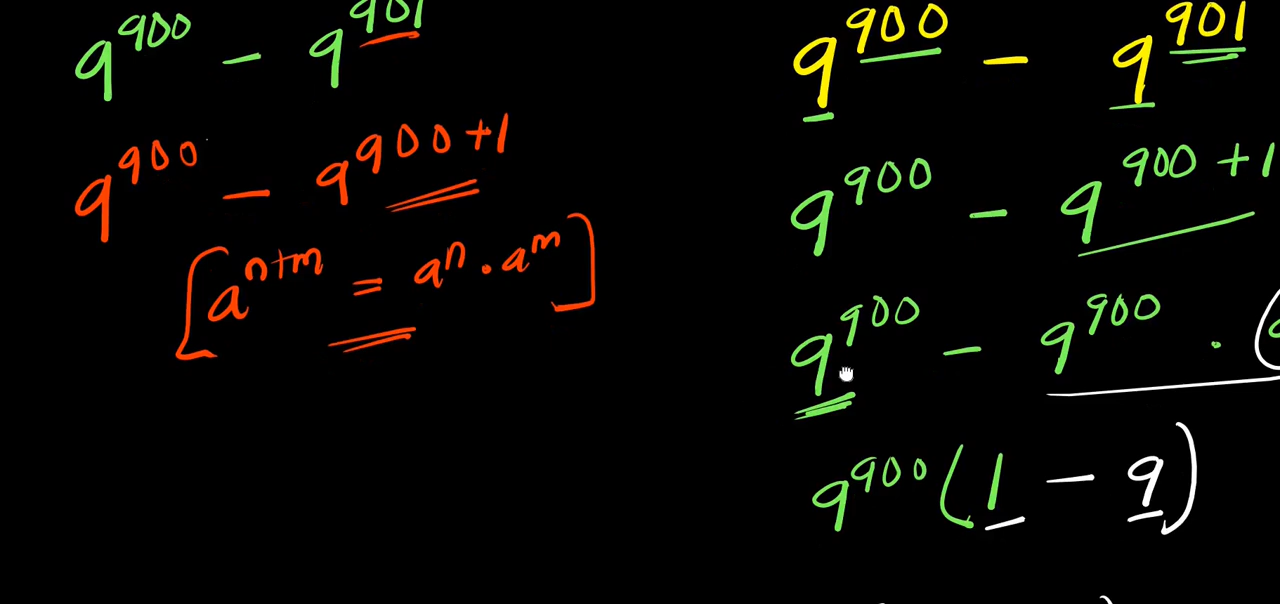 9^900 - 9^901
9^900 - 9^900+1
[a^n+m = a^n · a^m]
9^900 - 9^901
9^900 - 9^900+1
9^900 - 9^900 ·
9^900 (1 - 9)